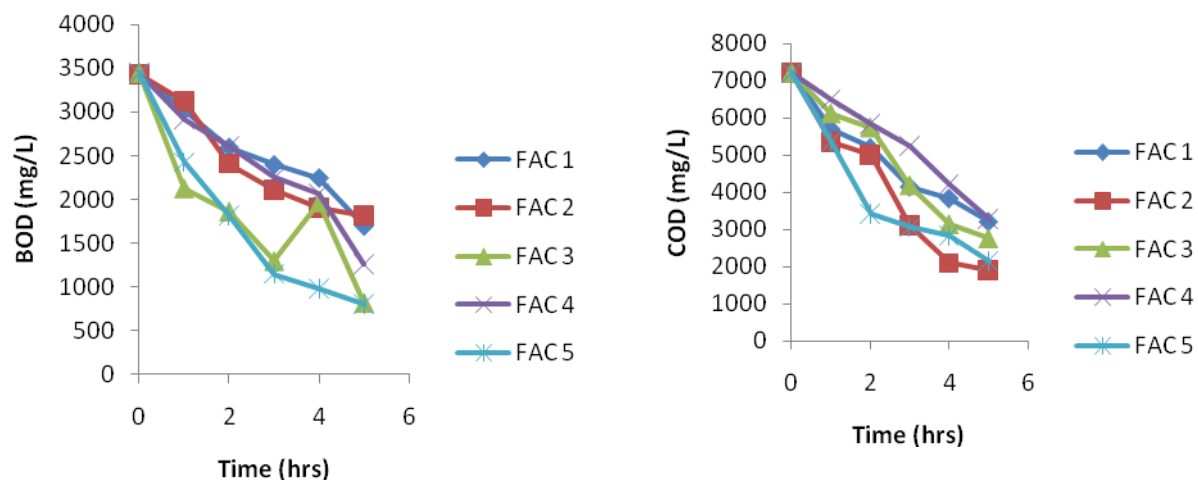 BOD (mg/L)
4000
3500
3000
2500
2000
1500
1000
500
0
0
2
4
6
Time (hrs)
FAC 1
FAC 2
FAC 3
FAC 4
FAC 5
COD (mg/L)
8000
7000
6000
5000
4000
3000
2000
1000
0
0
2
4
6
Time (hrs)
FAC 1
FAC 2
FAC 3
FAC 4
FAC 5